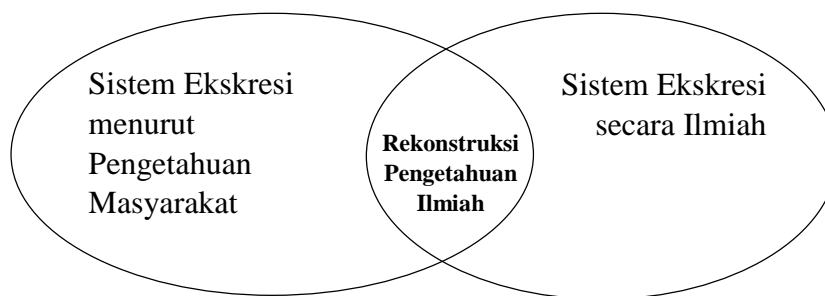 Sistem Ekskresi
menurut
Pengetahuan
Masyarakat
Rekonstruksi
Pengetahuan
Ilmiah
Sistem Ekskresi
secara Ilmiah